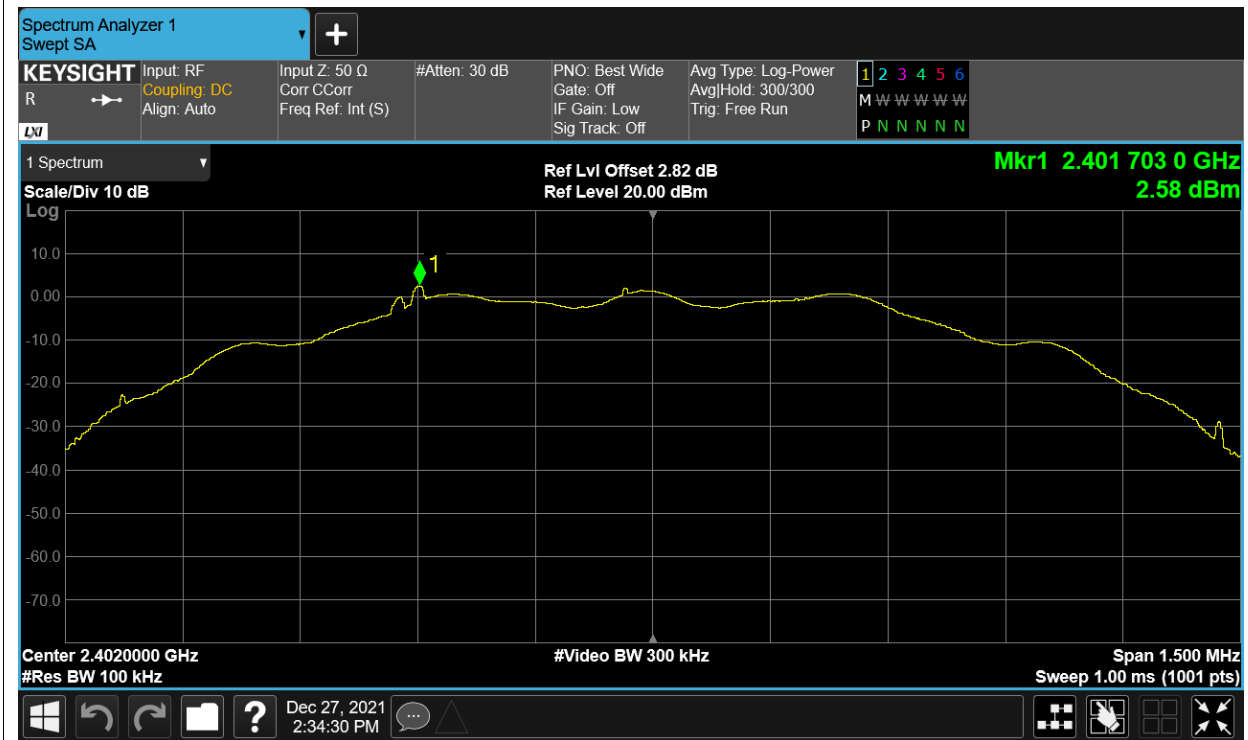 Spectrum Analyzer 1
Swept SA
KEYSIGHT
R
LXI
Input: RF
Coupling: DC
Align: Auto
Input Z: 50 Ω
Corr CCorr
Freq Ref: Int (S)
#Atten: 30 dB
PNO: Best Wide
Gate: Off
IF Gain: Low
Sig Track: Off
Avg Type: Log-Power
Avg|Hold: 300/300
Trig: Free Run
1 2 3 4 5 6
M W W W W W
P N N N N N
1 Spectrum
Scale/Div 10 dB
Ref Lvl Offset 2.82 dB
Ref Level 20.00 dBm
Mkr1 2.401 703 0 GHz
2.58 dBm
Log
10.0
1
0.00
-10.0
-20.0
-30.0
-40.0
-50.0
-60.0
-70.0
Center 2.4020000 GHz
#Video BW 300 kHz
Span 1.500 MHz
#Res BW 100 kHz
Sweep 1.00 ms (1001 pts)
?
Dec 27, 2021
2:34:30 PM